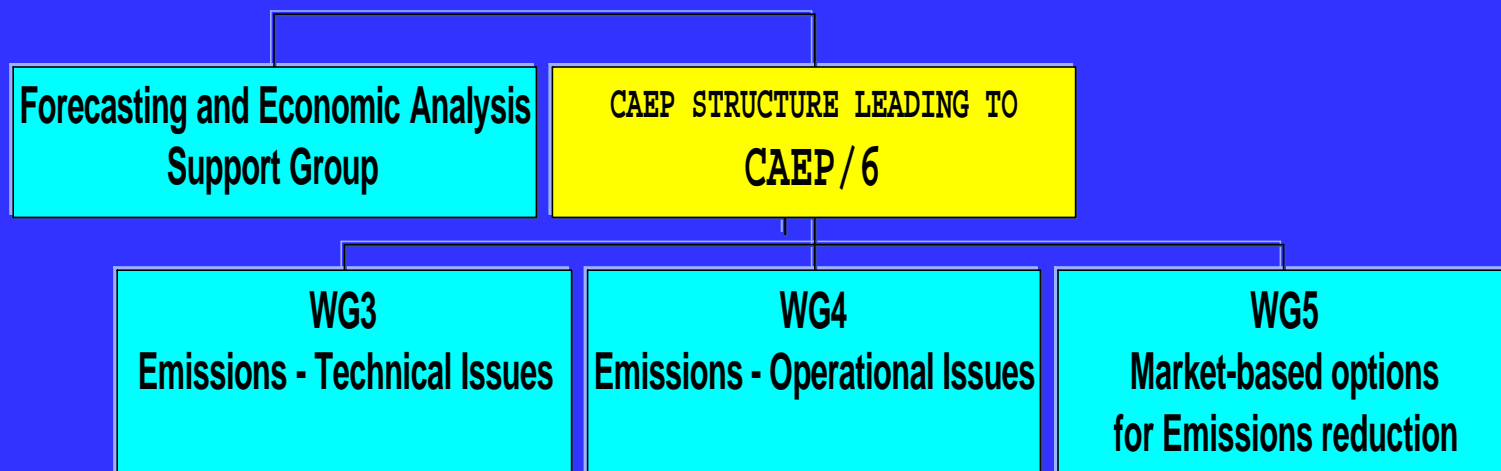 Forecasting and Economic Analysis
Support Group
CAEP STRUCTURE LEADING TO
CAEP/6
WG3
Emissions - Technical Issues
WG4
Emissions - Operational Issues
WG5
Market-based options
for Emissions reduction